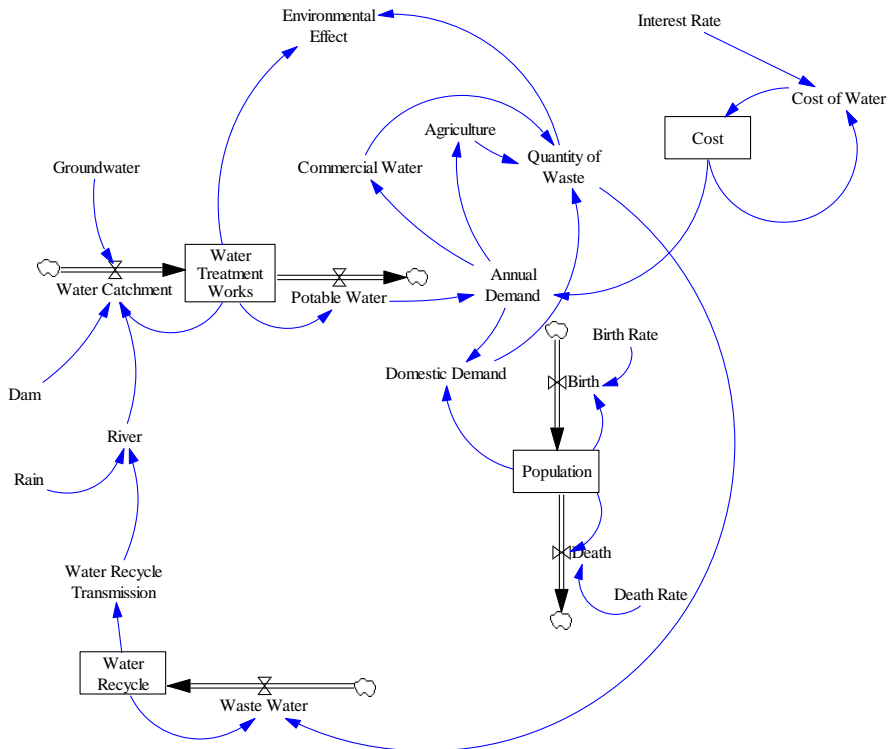 Environmental
Effect
Interest Rate
Cost of Water
Agriculture
Cost
Groundwater
Commercial Water
Quantity of
Waste
Water
Treatment
Works
Water Catchment
Potable Water
Annual
Demand
Birth Rate
Domestic Demand
Birth
Dam
River
Rain
Population
Water Recycle
Transmission
Death
Death Rate
Water
Recycle
Waste Water